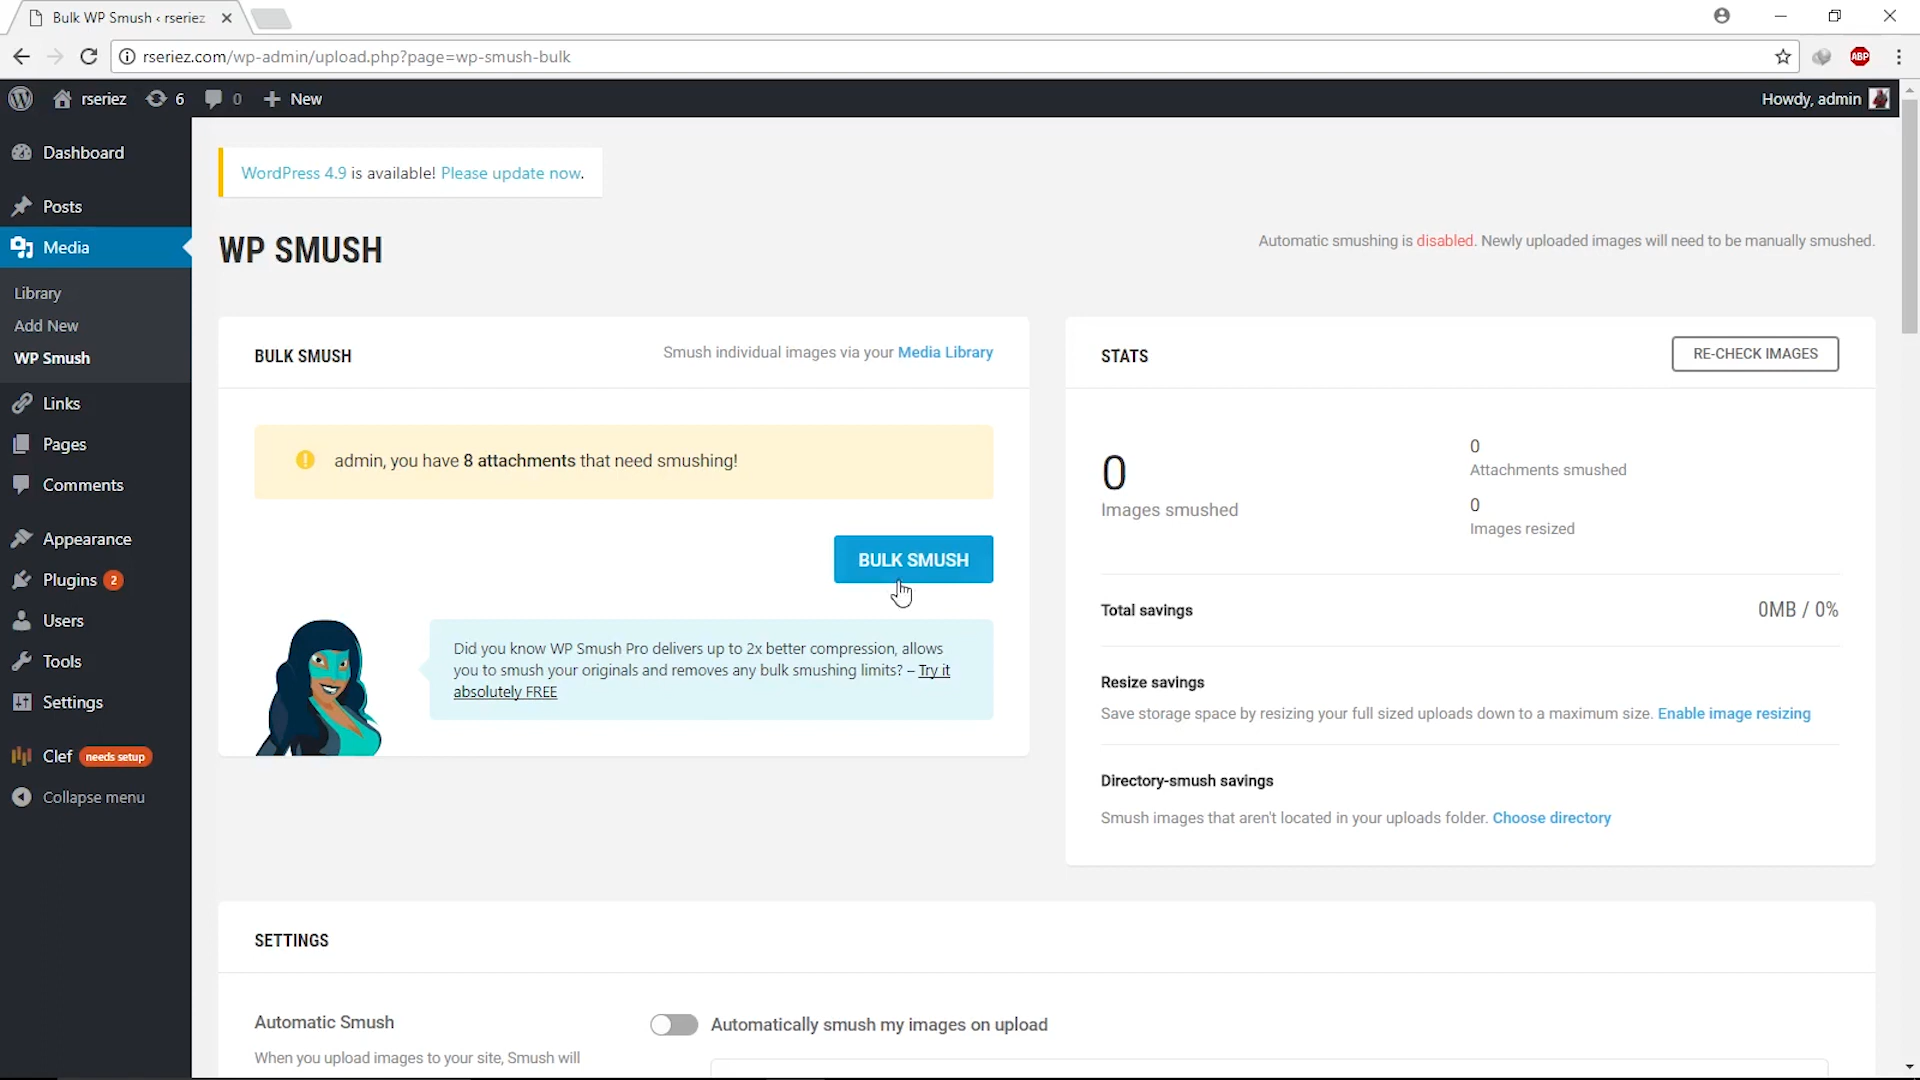 Bulk WP Smush ‹ rseriez
rseriez.com/wp-admin/upload.php?page=wp-smush-bulk
ABP
rseriez 6 0 New
Howdy, admin
Dashboard
Posts
Media
Library
Add New
WP Smush
Links
Pages
Comments
Appearance
Plugins 2
Users
Tools
Settings
Clef needs setup
Collapse menu
WordPress 4.9 is available! Please update now.
WP SMUSH
Automatic smushing is disabled. Newly uploaded images will need to be manually smushed.
BULK SMUSH
Smush individual images via your Media Library
admin, you have 8 attachments that need smushing!
BULK SMUSH
Did you know WP Smush Pro delivers up to 2x better compression, allows
you to smush your originals and removes any bulk smushing limits? – Try it
absolutely FREE
STATS
RE-CHECK IMAGES
0
Images smushed
0
Attachments smushed
0
Images resized
Total savings
0MB / 0%
Resize savings
Save storage space by resizing your full sized uploads down to a maximum size. Enable image resizing
Directory-smush savings
Smush images that aren't located in your uploads folder. Choose directory
SETTINGS
Automatic Smush
Automatically smush my images on upload
When you upload images to your site, Smush will